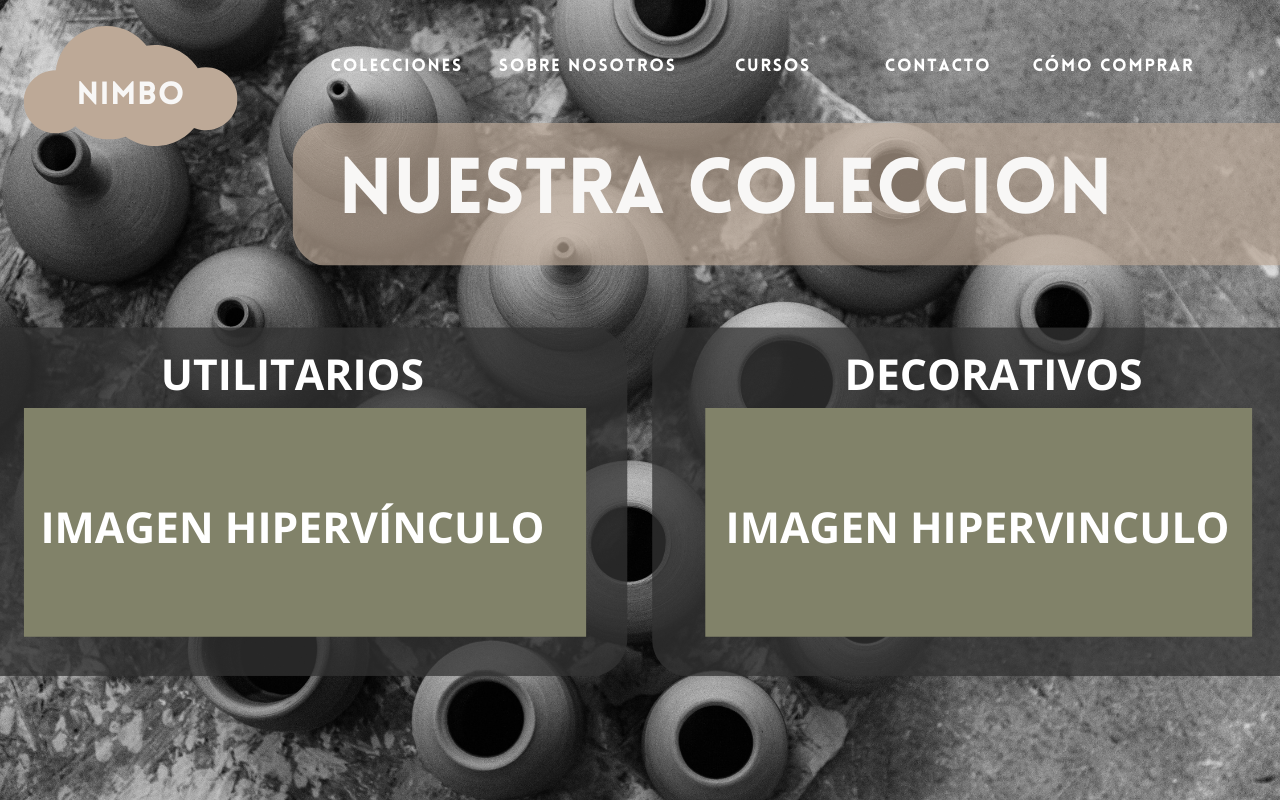 NIMBO
COLECCIONES SOBRE NOSOTROS CURSOS CONTACTO CÓMO COMPRAR
NUESTRA COLECCION
UTILITARIOS
IMAGEN HIPERVÍNCULO
DECORATIVOS
IMAGEN HIPERVINCULO